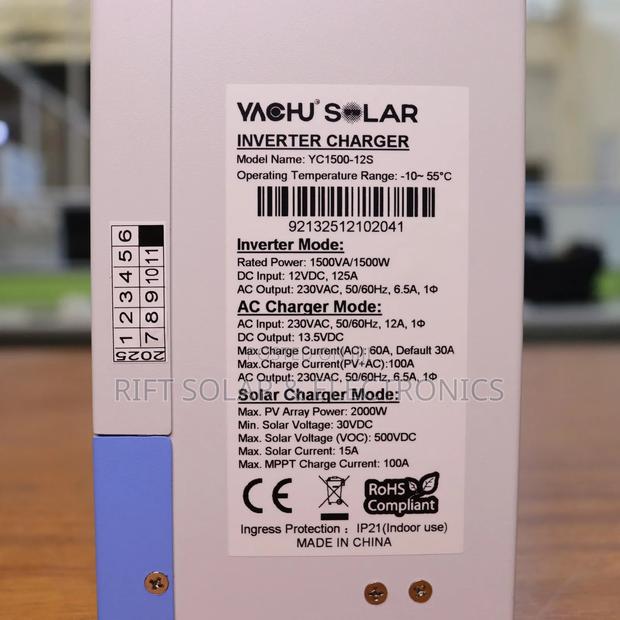 YACHU SOLAR
INVERTER CHARGER
Model Name: YC1500-12S
Operating Temperature Range: -10~ 55°C
92132512102041
Inverter Mode:
Rated Power: 1500VA/1500W
DC Input: 12VDC, 125A
AC Output: 230VAC, 50/60Hz, 6.5A, 1Φ
AC Charger Mode:
AC Input: 230VAC, 50/60Hz, 12A, 1Φ
DC Output: 13.5VDC
Max.Charge Current(AC): 60A, Default 30A
Max.Charge Current(PV+AC):100A
AC Output: 230VAC, 50/60Hz, 6.5A, 1Φ
RIFT SOLAR & ELECTRONICS
Solar Charger Mode:
Max. PV Array Power: 2000W
Min. Solar Voltage: 30VDC
Max. Solar Voltage (VOC): 500VDC
Max. Solar Current: 15A
Max. MPPT Charge Current: 100A
CE
RoHS
Compliant
Ingress Protection : IP21(Indoor use)
MADE IN CHINA
2025
1 2 3 4 5 6
7 8 9 10 11